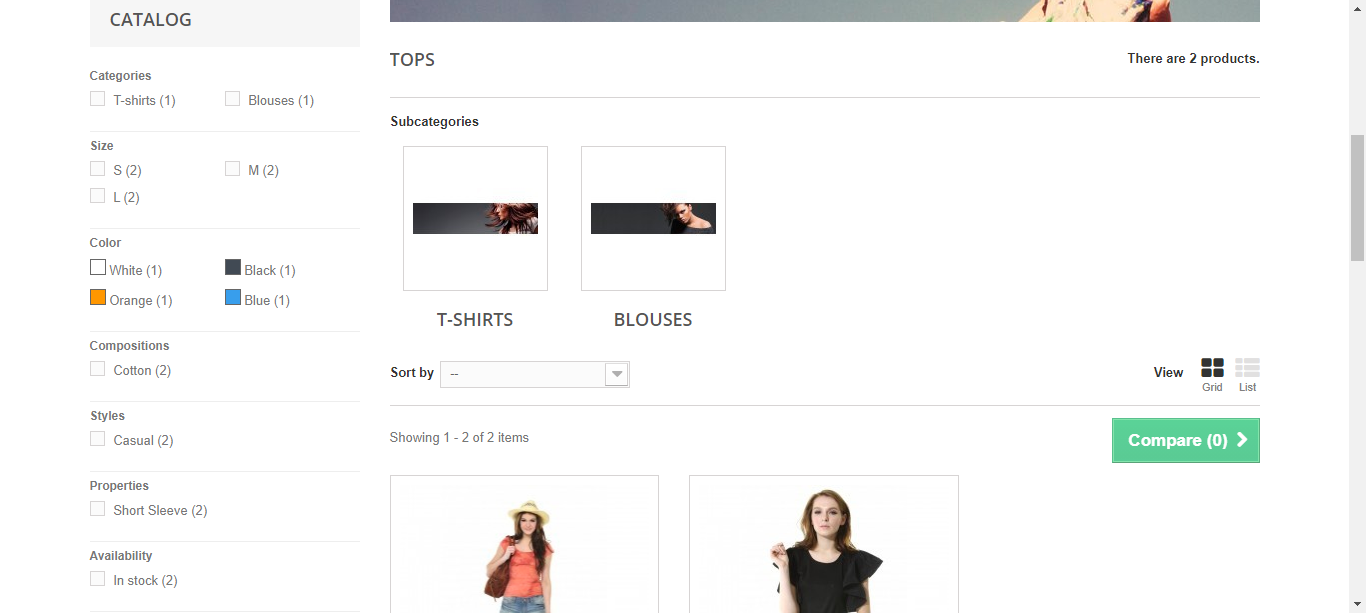 CATALOG
Categories
T-shirts (1)
Blouses (1)
Size
S (2)
M (2)
L (2)
Color
White (1)
Black (1)
Orange (1)
Blue (1)
Compositions
Cotton (2)
Styles
Casual (2)
Properties
Short Sleeve (2)
Availability
In stock (2)
TOPS
There are 2 products.
Subcategories
T-SHIRTS
BLOUSES
Sort by
--
View
Grid
List
Showing 1 - 2 of 2 items
Compare (0)